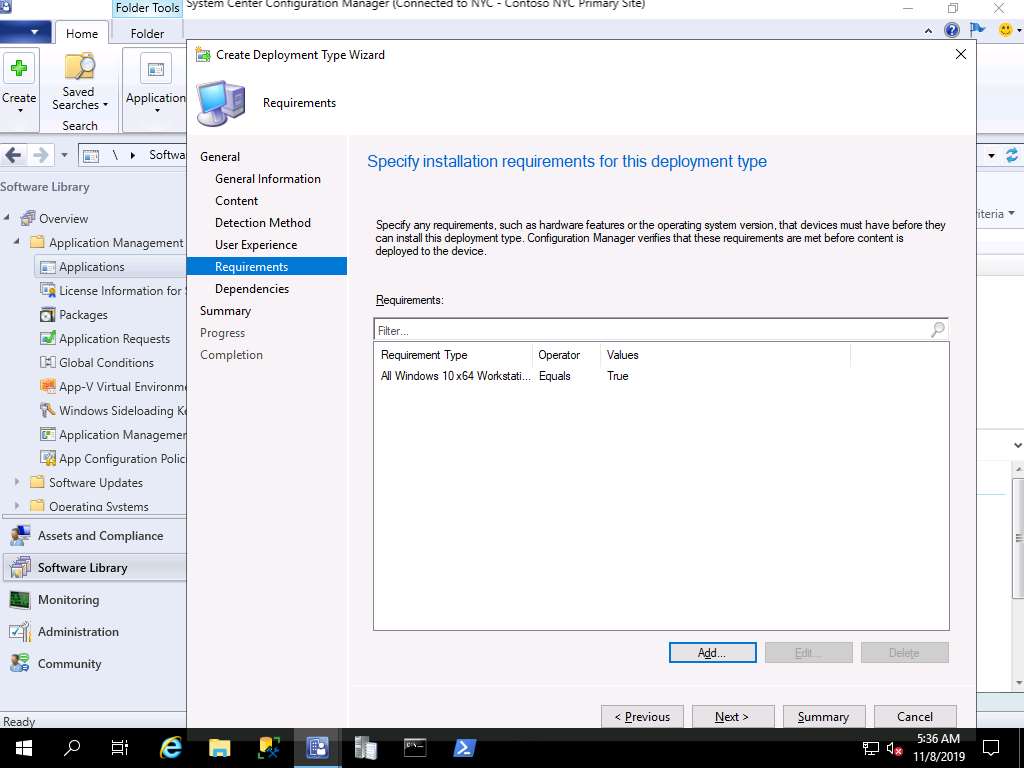 Folder Tools
System Center Configuration Manager (Connected to NYC - Contoso NYC Primary Site)
Home
Folder
Create
Saved
Searches
Search
Application
Create Deployment Type Wizard
Requirements
\ Softwa
Software Library
Overview
Application Management
Applications
License Information for
Packages
Application Requests
Global Conditions
App-V Virtual Environme
Windows Sideloading Ke
Application Managemer
App Configuration Polic
Software Updates
Operating Systems
Assets and Compliance
Software Library
Monitoring
Administration
Community
Ready
General
General Information
Content
Detection Method
User Experience
Requirements
Dependencies
Summary
Progress
Completion
Specify installation requirements for this deployment type
Specify any requirements, such as hardware features or the operating system version, that devices must have before they
can install this deployment type. Configuration Manager verifies that these requirements are met before content is
deployed to the device.
Requirements:
Filter...
Requirement Type Operator Values
All Windows 10 x64 Workstati... Equals True
Add... Edit... Delete
< Previous Next > Summary Cancel
iteria
5:36 AM
11/8/2019